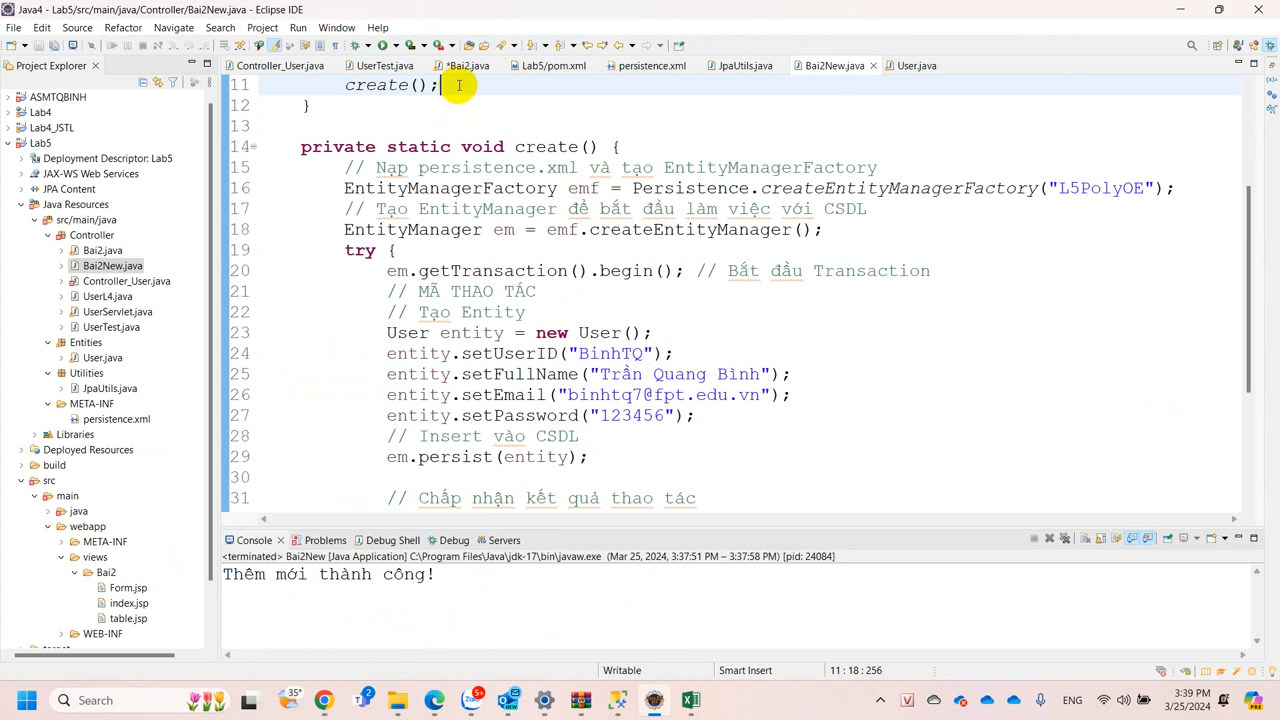 Java4 - Lab5/src/main/java/Controller/Bai2New.java - Eclipse IDE
File Edit Source Refactor Navigate Search Project Run Window Help
Project Explorer
Controller_User.java UserTest.java *Bai2.java Lab5/pom.xml persistence.xml JpaUtils.java Bai2New.java User.java
ASMTQBINH
Lab4
Lab4_JSTL
Lab5
Deployment Descriptor: Lab5
JAX-WS Web Services
JPA Content
Java Resources
src/main/java
Controller
Bai2.java
Bai2New.java
Controller_User.java
UserL4.java
UserServlet.java
UserTest.java
Entities
User.java
Utilities
JpaUtils.java
META-INF
persistence.xml
Libraries
Deployed Resources
build
src
main
java
webapp
META-INF
views
Bai2
Form.jsp
index.jsp
table.jsp
WEB-INF
11 create();
12 }
13
14 private static void create() {
15 // Nạp persistence.xml và tạo EntityManagerFactory
16 EntityManagerFactory emf = Persistence.createEntityManagerFactory("L5PolyOE");
17 // Tạo EntityManager để bắt đầu làm việc với CSDL
18 EntityManager em = emf.createEntityManager();
19 try {
20 em.getTransaction().begin(); // Bắt đầu Transaction
21 // MÃ THAO TÁC
22 // Tạo Entity
23 User entity = new User();
24 entity.setUserID("BinhTQ");
25 entity.setFullName("Trần Quang Bình");
26 entity.setEmail("binhtq7@fpt.edu.vn");
27 entity.setPassword("123456");
28 // Insert vào CSDL
29 em.persist(entity);
30
31 // Chấp nhận kết quả thao tác
Console Problems Debug Shell Debug Servers
<terminated> Bai2New [Java Application] C:\Program Files\Java\jdk-17\bin\javaw.exe (Mar 25, 2024, 3:37:51 PM – 3:37:58 PM) [pid: 24084]
Thêm mới thành công!
Writable Smart Insert 11 : 18 : 256
Search 35° 2 5+ ENG 3:39 PM
3/25/2024